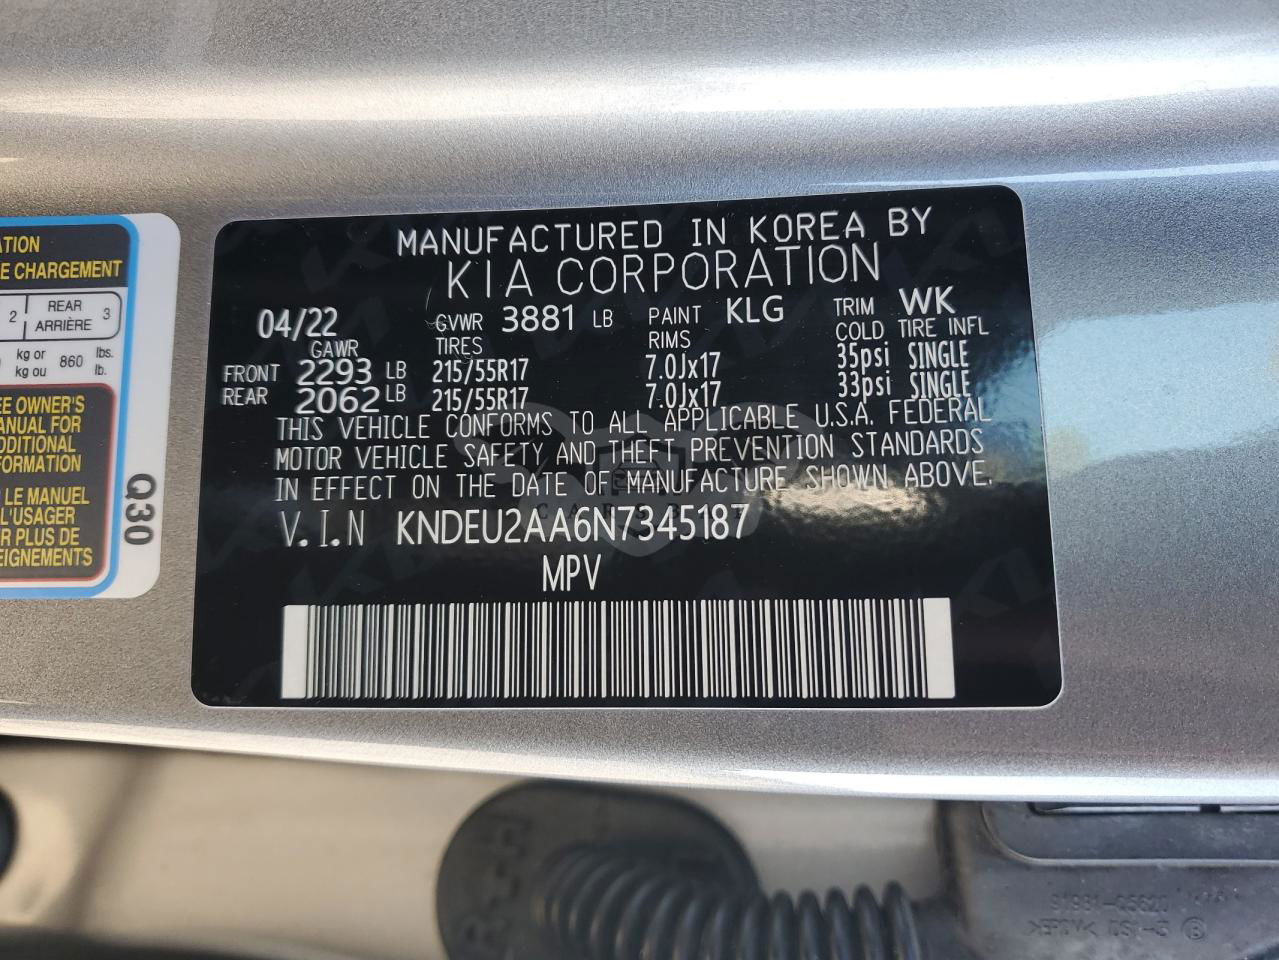 ATION
E CHARGEMENT
2 REAR ARRIÈRE 3
kg or kg ou 860 lbs. lb.
EE OWNER'S
ANUAL FOR
DDITIONAL
FORMATION
LE MANUEL
L'USAGER
R PLUS DE
EIGNEMENTS
Q30
MANUFACTURED IN KOREA BY
KIA CORPORATION
04/22 GVWR 3881 LB PAINT KLG TRIM WK
GAWR TIRES RIMS COLD TIRE INFL
FRONT 2293 LB 215/55R17 7.0Jx17 35psi SINGLE
REAR 2062 LB 215/55R17 7.0Jx17 33psi SINGLE
THIS VEHICLE CONFORMS TO ALL APPLICABLE U.S.A. FEDERAL
MOTOR VEHICLE SAFETY AND THEFT PREVENTION STANDARDS
IN EFFECT ON THE DATE OF MANUFACTURE SHOWN ABOVE.
V.I.N KNDEU2AA6N7345187
MPV
91981-Q5620